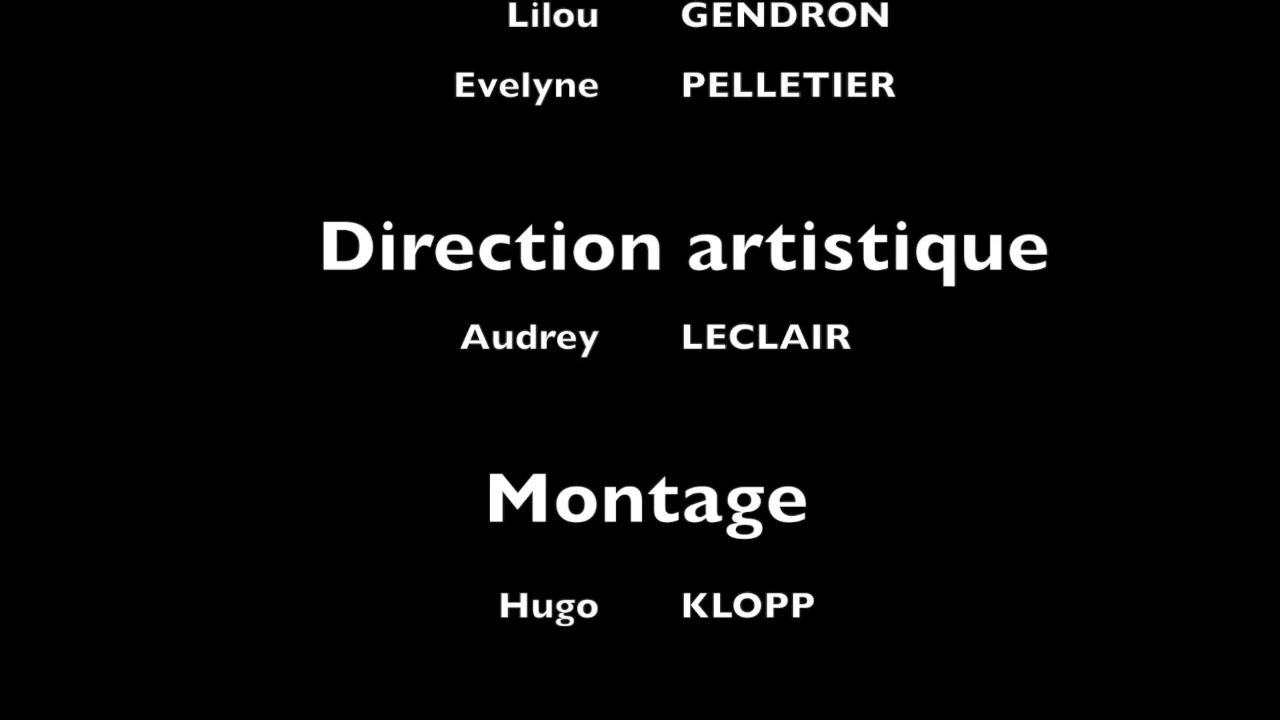 Lilou GENDRON
Evelyne PELLETIER
Direction artistique
Audrey LECLAIR
Montage
Hugo KLOPP